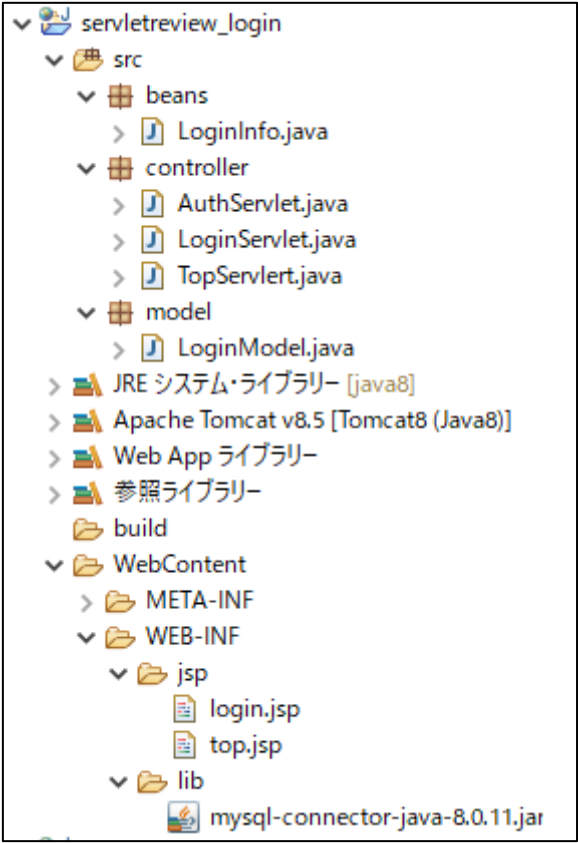 servletreview_login
src
beans
LoginInfo.java
controller
AuthServlet.java
LoginServlet.java
TopServlert.java
model
LoginModel.java
JRE システム・ライブラリー [java8]
Apache Tomcat v8.5 [Tomcat8 (Java8)]
Web App ライブラリー
参照ライブラリー
build
WebContent
META-INF
WEB-INF
jsp
login.jsp
top.jsp
lib
mysql-connector-java-8.0.11.jar